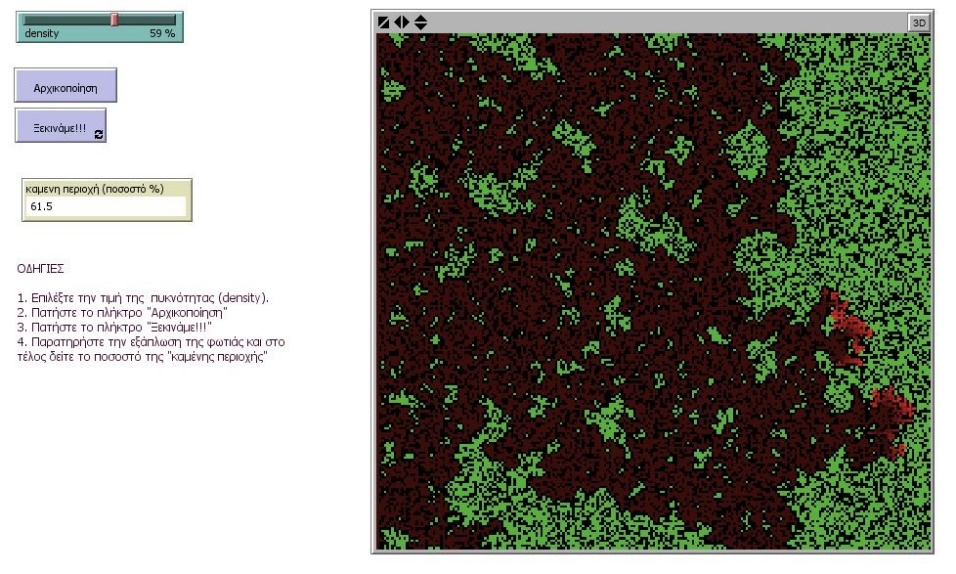 density 59 %
3D
Αρχικοποίηση
Ξεκινάμε!!!
καμενη περιοχή (ποσοστό %)
61.5
ΟΔΗΓΙΕΣ
1. Επιλέξτε την τιμή της πυκνότητας (density).
2. Πατήστε το πλήκτρο "Αρχικοποίηση"
3. Πατήστε το πλήκτρο "Ξεκινάμε!!!"
4. Παρατηρήστε την εξάπλωση της φωτιάς και στο
τέλος δείτε το ποσοστό της "καμένης περιοχής"